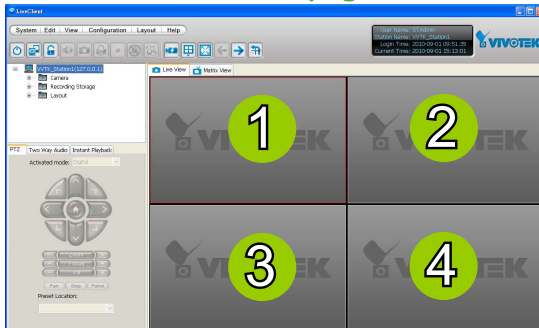 LiveClient
System Edit View Configuration Layout Help
User Name: STAdmin
Station Name: VVTK_Station1
Login Time: 2010-09-01 09:51:35
Current Time: 2010-09-01 15:13:01
VIVOTEK
VVTK_Station1(127.0.0.1)
Camera
Recording Storage
Layout
Live View Matrix View
PTZ Two Way Audio Instant Playback
Activated mode: Digital
Zoom
Focus
Iris
Pan Stop Patrol
Preset Location:
1
2
VIVOTEK
3
4
VIVOTEK